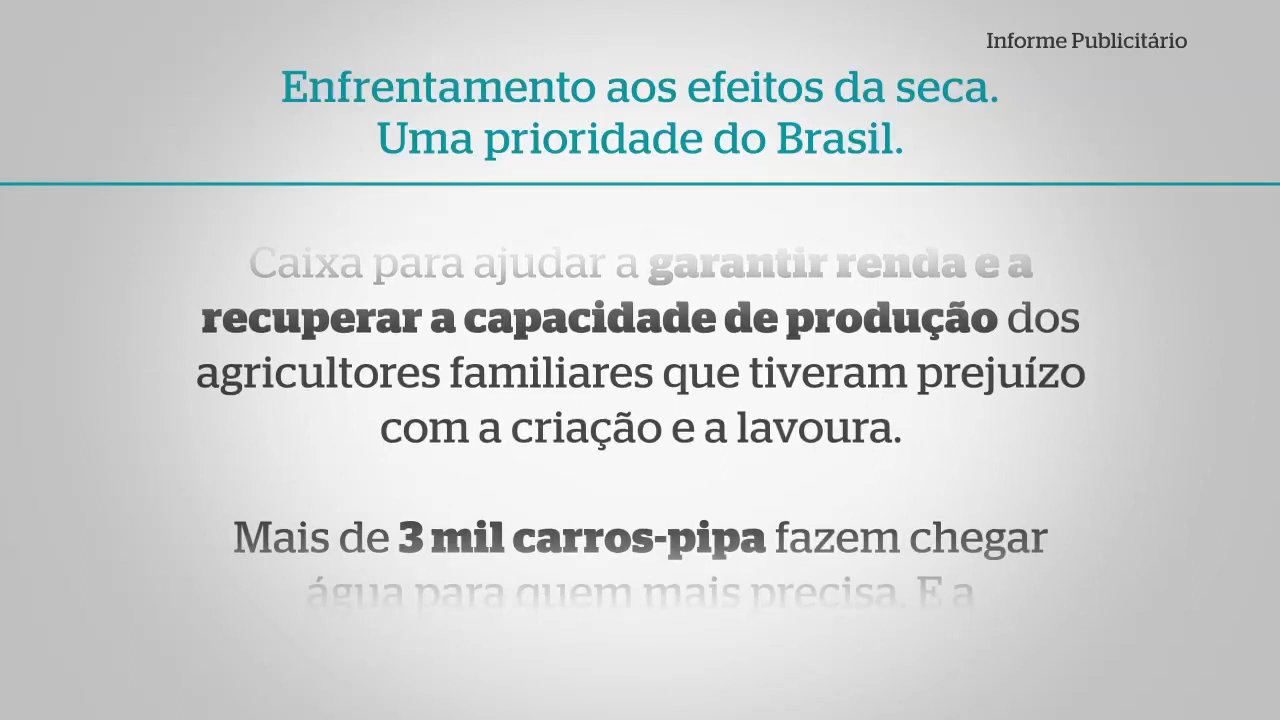 Informe Publicitário
Enfrentamento aos efeitos da seca.
Uma prioridade do Brasil.
Caixa para ajudar a garantir renda e a
recuperar a capacidade de produção dos
agricultores familiares que tiveram prejuízo
com a criação e a lavoura.
Mais de 3 mil carros-pipa fazem chegar
água para quem mais precisa. E a